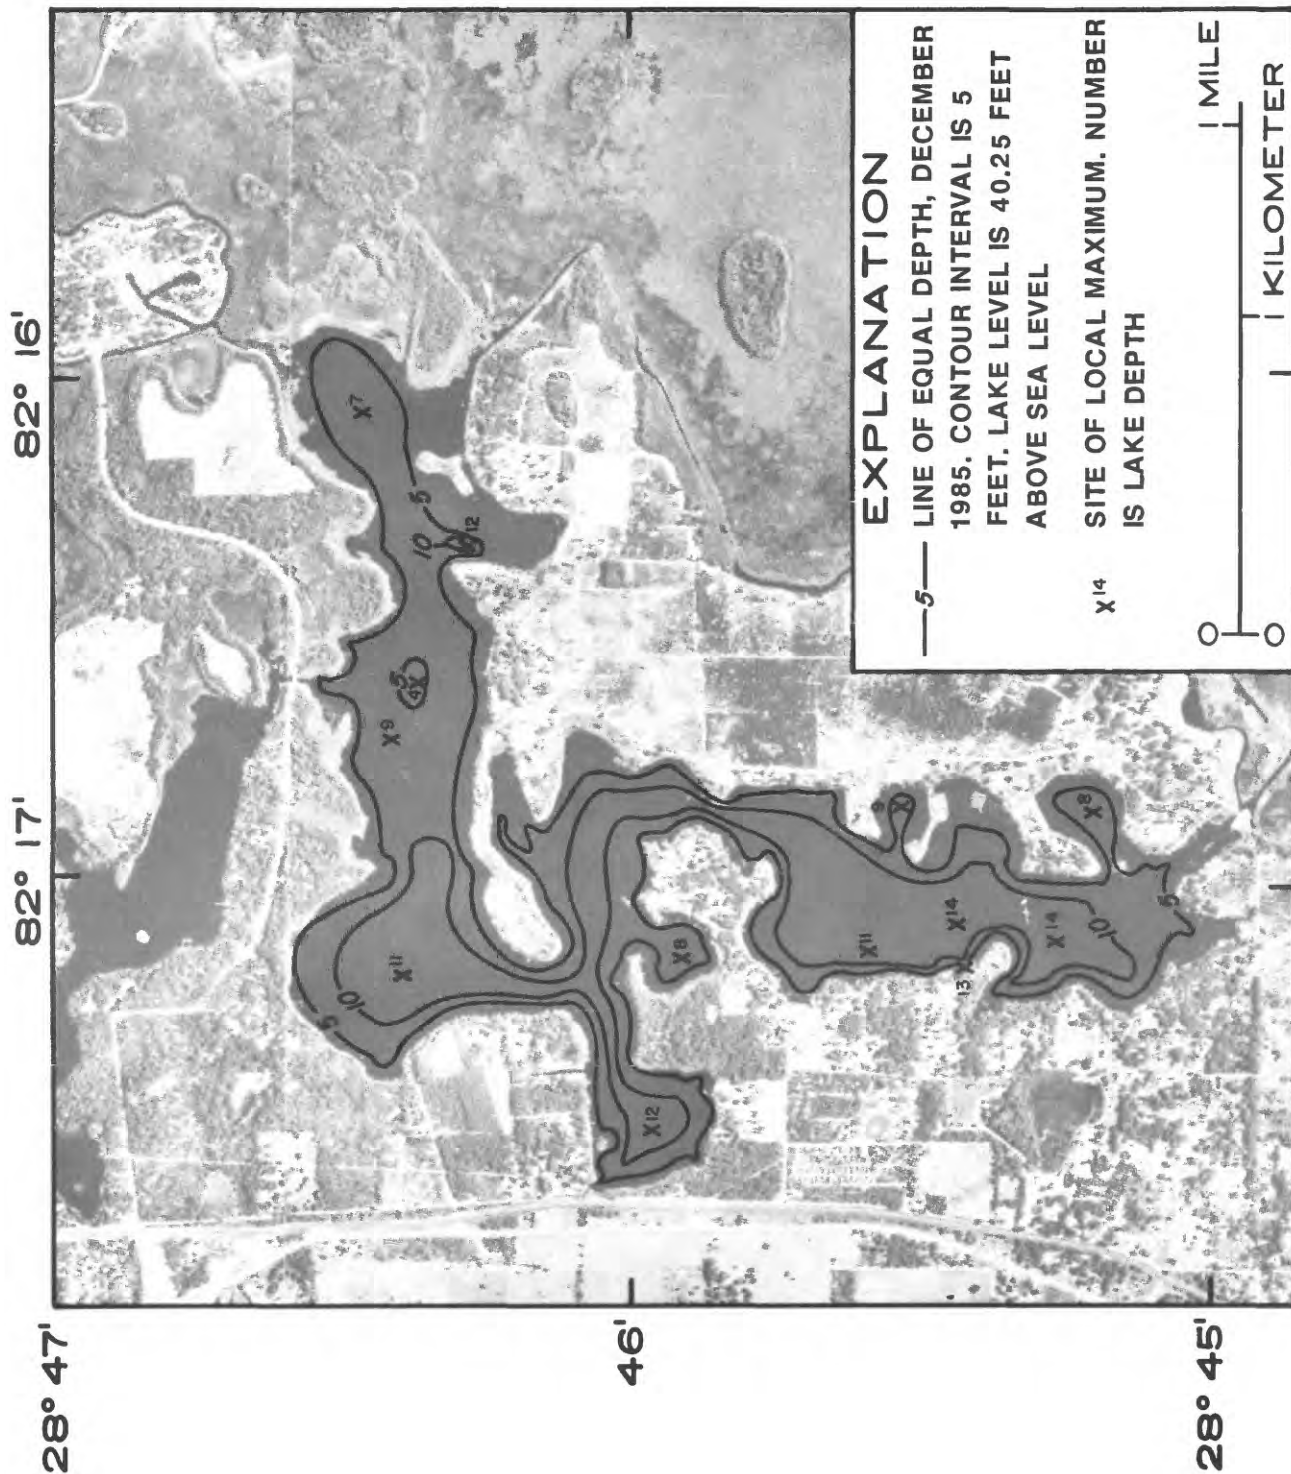 82° 17'
82° 16'
28° 47'
46'
28° 45'
X7
5
10
12
5
4X
X9
X11
10
5
X12
X8
9
X
X8
X11
X14
X14
13
X
10
5
EXPLANATION
—5— LINE OF EQUAL DEPTH, DECEMBER
1985. CONTOUR INTERVAL IS 5
FEET. LAKE LEVEL IS 40.25 FEET
ABOVE SEA LEVEL
X14 SITE OF LOCAL MAXIMUM. NUMBER
IS LAKE DEPTH
0 1 MILE
0 1 KILOMETER